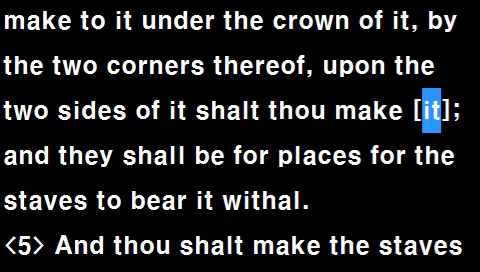 make to it under the crown of it, by
the two corners thereof, upon the
two sides of it shalt thou make [it];
and they shall be for places for the
staves to bear it withal.
<5> And thou shalt make the staves